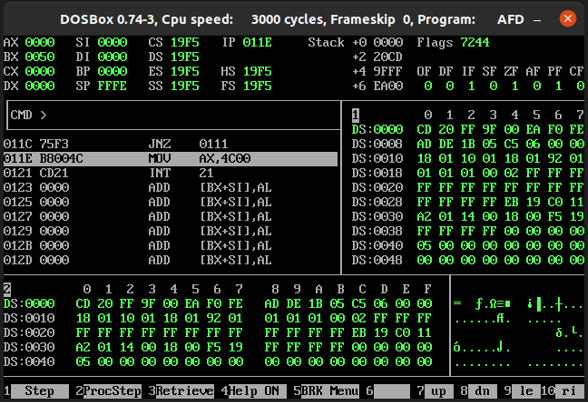 DOSBox 0.74-3, Cpu speed: 3000 cycles, Frameskip 0, Program: AFD
AX 0000 SI 0000 CS 19F5 IP 011E Stack +0 0000 Flags 7244
BX 0050 DI 0000 DS 19F5 +2 20CD
CX 0000 BP 0000 ES 19F5 HS 19F5 +4 9FFF OF DF IF SF ZF AF PF CF
DX 0000 SP FFFE SS 19F5 FS 19F5 +6 EA00 0 0 1 0 1 0 1 0
CMD >
011C 75F3 JNZ 0111
011E B8004C MOV AX,4C00
0121 CD21 INT 21
0123 0000 ADD [BX+SI],AL
0125 0000 ADD [BX+SI],AL
0127 0000 ADD [BX+SI],AL
0129 0000 ADD [BX+SI],AL
012B 0000 ADD [BX+SI],AL
012D 0000 ADD [BX+SI],AL
1 0 1 2 3 4 5 6 7
DS:0000 CD 20 FF 9F 00 EA F0 FE
DS:0008 AD DE 1B 05 C5 06 00 00
DS:0010 18 01 10 01 18 01 92 01
DS:0018 01 01 01 00 02 FF FF FF
DS:0020 FF FF FF FF FF FF FF FF
DS:0028 FF FF FF FF EB 19 C0 11
DS:0030 A2 01 14 00 18 00 F5 19
DS:0038 FF FF FF FF 00 00 00 00
DS:0040 05 00 00 00 00 00 00 00
DS:0048 00 00 00 00 00 00 00 00
2 0 1 2 3 4 5 6 7 8 9 A B C D E F
DS:0000 CD 20 FF 9F 00 EA F0 FE AD DE 1B 05 C5 06 00 00
DS:0010 18 01 10 01 18 01 92 01 01 01 01 00 02 FF FF FF
DS:0020 FF FF FF FF FF FF FF FF FF FF FF FF EB 19 C0 11
DS:0030 A2 01 14 00 18 00 F5 19 FF FF FF FF 00 00 00 00
DS:0040 05 00 00 00 00 00 00 00 00 00 00 00 00 00 00 00
1 Step 2ProcStep 3Retrieve 4Help ON 5BRK Menu 6 7 up 8 dn 9 le 10 ri